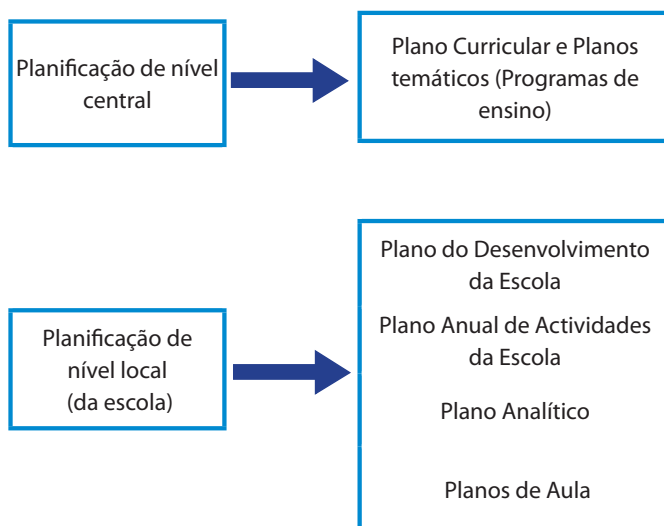 Planificação de nível
central
Plano Curricular e Planos
temáticos (Programas de
ensino)
Planificação de
nível local
(da escola)
Plano do Desenvolvimento
da Escola
Plano Anual de Actividades
da Escola
Plano Analítico
Planos de Aula